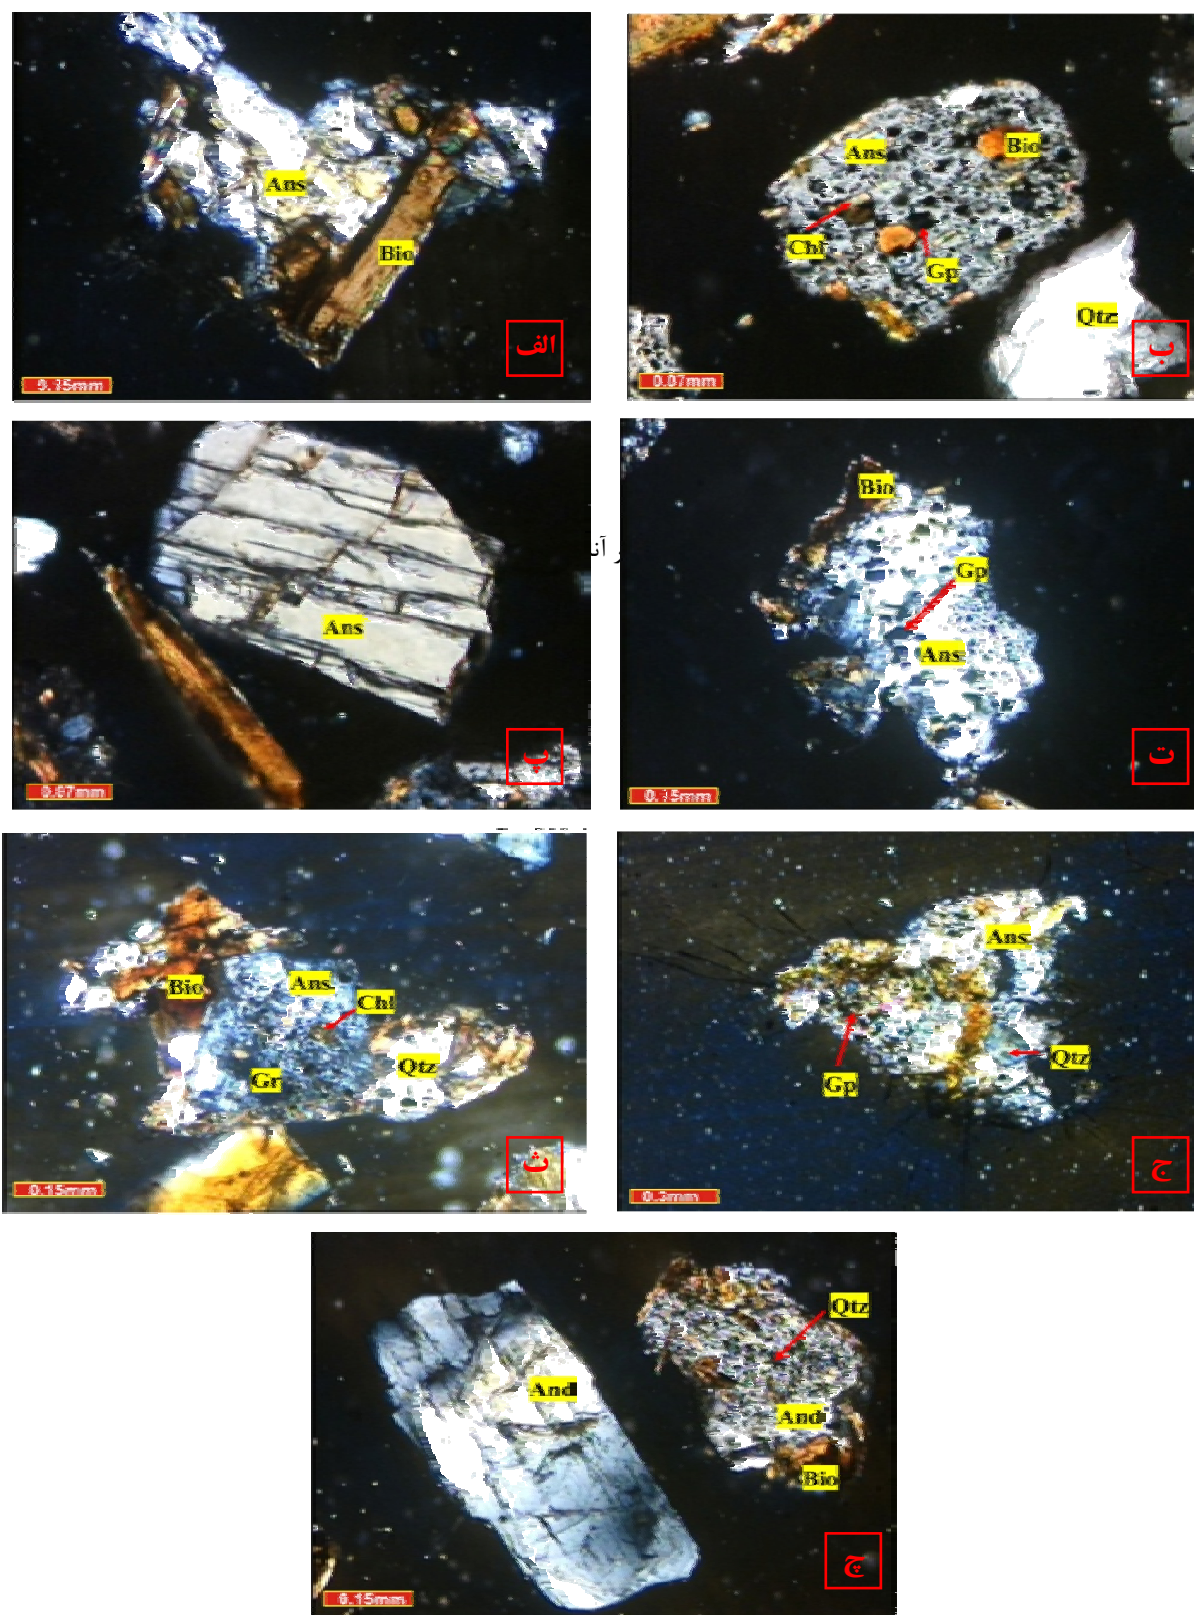 Ans
Bio
الف
0.15mm
Ans
Bio
Chl
Gp
Qtz
ب
0.07mm
Ans
پ
0.07mm
ر آند
Bio
Gp
Ans
ت
0.15mm
Bio
Ans
Chl
Qtz
Gr
ث
0.15mm
Ans
Qtz
Gp
ج
0.3mm
Qtz
And
And
Bio
چ
0.15mm